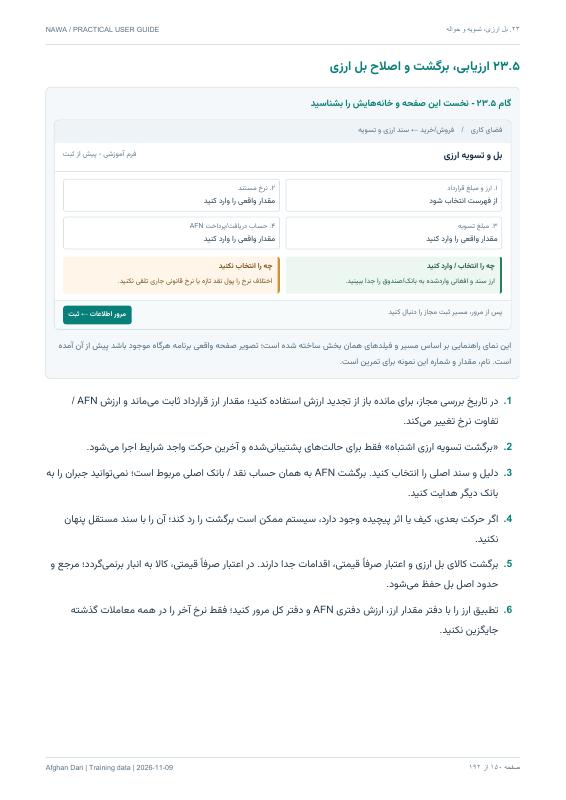 ۲۳. بل ارزی، تسویه و حواله
NAWA / PRACTICAL USER GUIDE
۲۳.۵ ارزیابی، برگشت و اصلاح بل ارزی
گام ۲۳.۵ - نخست این صفحه و خانه‌هایش را بشناسید
فضای کاری / فروش/خرید ← سند ارزی و تسویه
بل و تسویه ارزی
فرم آموزشی - پیش از ثبت
۱. ارز و مبلغ قرارداد
از فهرست انتخاب شود
۲. نرخ مستند
مقدار واقعی را وارد کنید
۳. مبلغ تسویه
مقدار واقعی را وارد کنید
۴. حساب دریافت/پرداخت AFN
مقدار واقعی را وارد کنید
چه را انتخاب / وارد کنید
ارز سند و افغانی واردشده به بانک/صندوق را جدا ببینید.
چه را انتخاب نکنید
اختلاف نرخ را پول نقد تازه یا نرخ قانونی جاری تلقی نکنید.
پس از مرور، مسیر ثبت مجاز را دنبال کنید
مرور اطلاعات ← ثبت
این نمای راهنمایی بر اساس مسیر و فیلدهای همان بخش ساخته شده است؛ تصویر صفحه واقعی برنامه هرگاه موجود باشد پیش از آن آمده
است. نام، مقدار و شماره این نمونه برای تمرین است.
1. در تاریخ بررسی مجاز، برای مانده باز از تجدید ارزش استفاده کنید؛ مقدار ارز قرارداد ثابت می‌ماند و ارزش AFN /
تفاوت نرخ تغییر می‌کند.
2. «برگشت تسویه ارزی اشتباه» فقط برای حالت‌های پشتیبانی‌شده و آخرین حرکت واجد شرایط اجرا می‌شود.
3. دلیل و سند اصلی را انتخاب کنید. برگشت AFN به همان حساب نقد / بانک اصلی مربوط است؛ نمی‌توانید جبران را به
بانک دیگر هدایت کنید.
4. اگر حرکت بعدی، کیف یا اثر پیچیده وجود دارد، سیستم ممکن است برگشت را رد کند؛ آن را با سند مستقل پنهان
نکنید.
5. برگشت کالای بل ارزی و اعتبار صرفاً قیمتی، اقدامات جدا دارند. در اعتبار صرفاً قیمتی، کالا به انبار برنمی‌گردد؛ مرجع و
حدود اصل بل حفظ می‌شود.
6. تطبیق ارز را با دفتر مقدار ارز، ارزش دفتری AFN و دفتر کل مرور کنید؛ فقط نرخ آخر را در همه معاملات گذشته
جایگزین نکنید.
صفحه ۱۵۰ از ۱۹۲
Afghan Dari | Training data | 2026-11-09